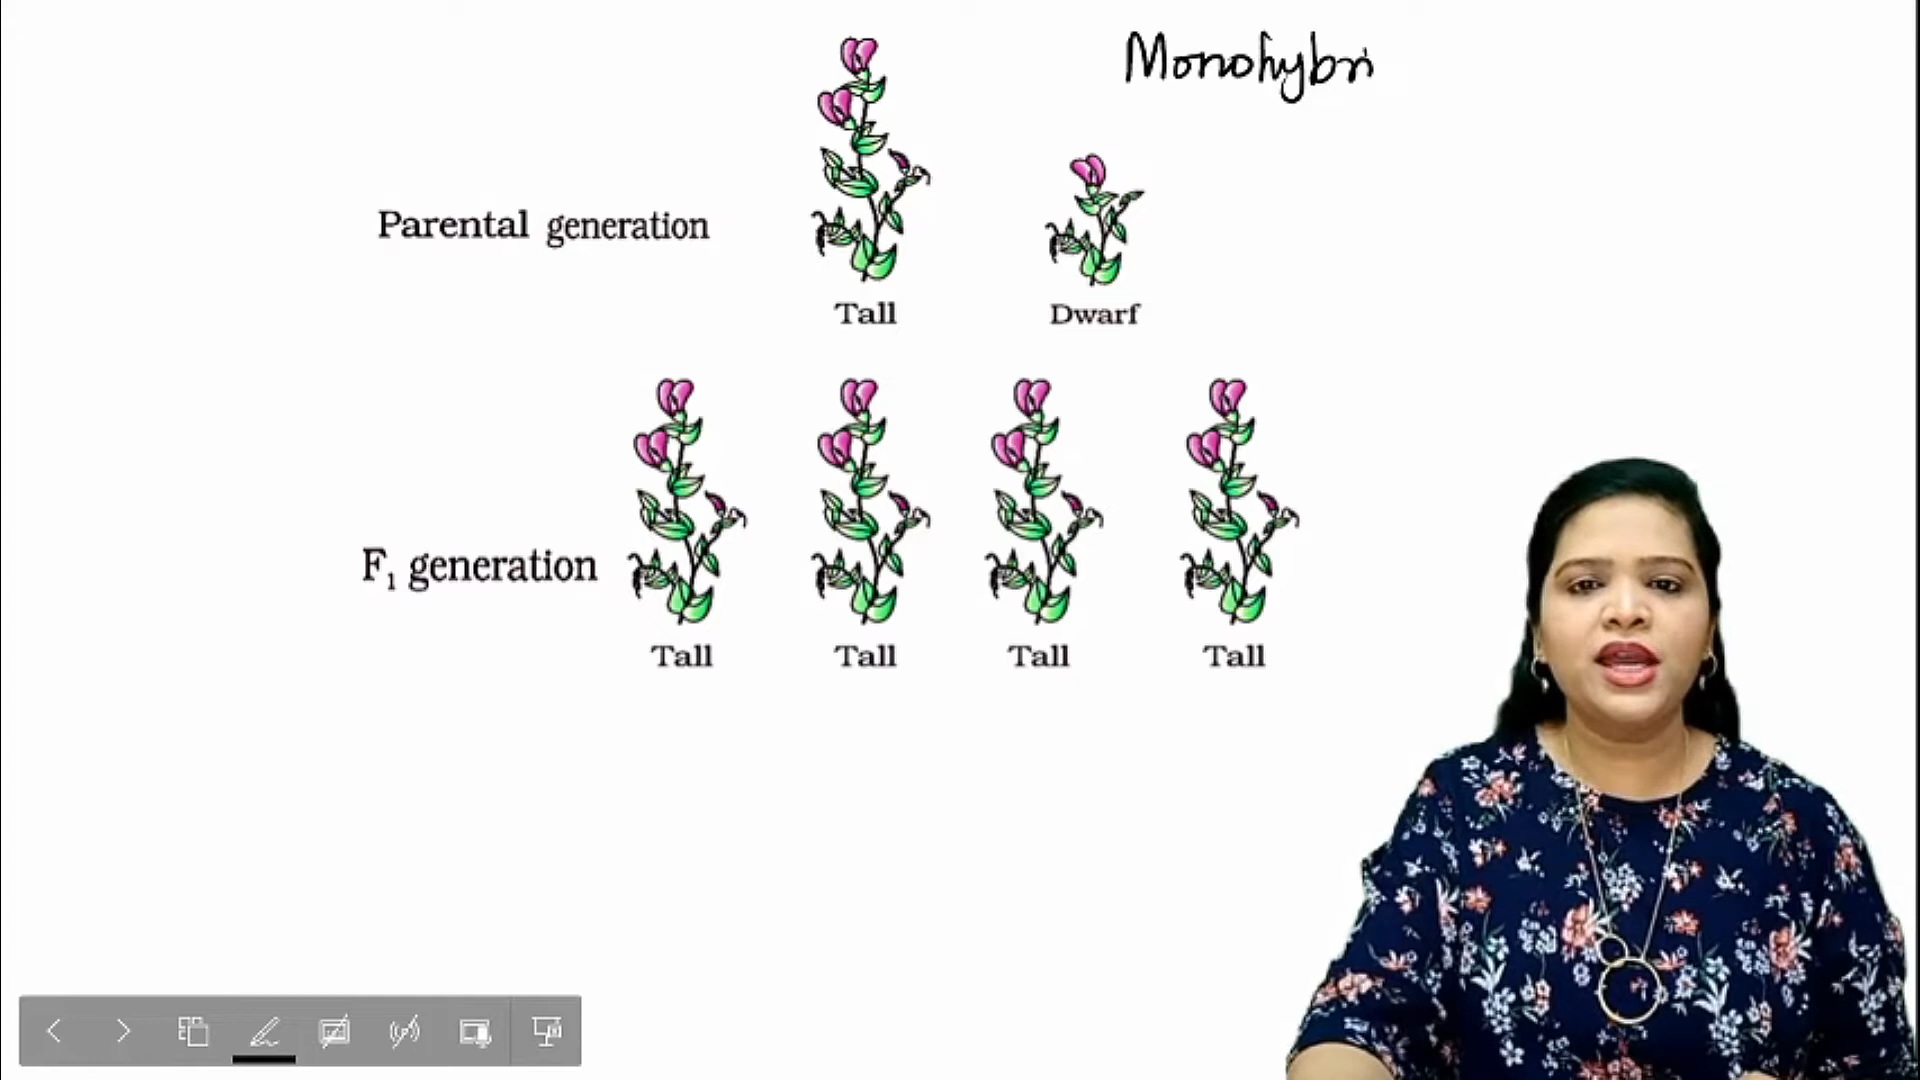 Monohybri
Parental generation
Tall
Dwarf
F₁ generation
Tall
Tall
Tall
Tall